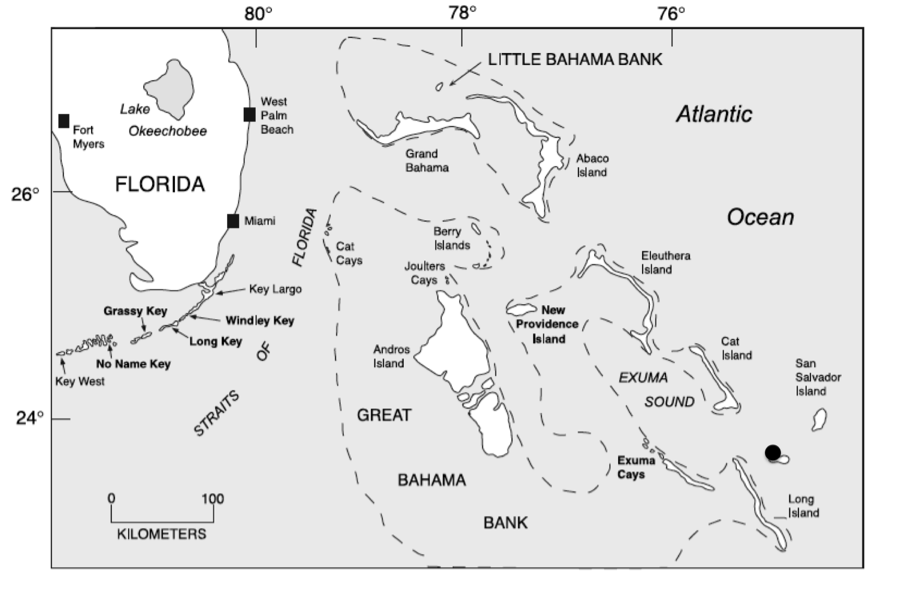 80°
78°
76°
LITTLE BAHAMA BANK
Atlantic
Lake
Okeechobee
West
Palm
Beach
Fort
Myers
Grand
Bahama
Abaco
Island
FLORIDA
26°
Miami
Ocean
FLORIDA
Cat
Cays
Berry
Islands
Joulters
Cays
Eleuthera
Island
Key Largo
Grassy Key
Windley Key
Long Key
No Name Key
Key West
OF
STRAITS
New
Providence
Island
Andros
Island
Cat
Island
San
Salvador
Island
EXUMA
SOUND
24°
GREAT
BAHAMA
BANK
Exuma
Cays
Long
Island
0
100
KILOMETERS